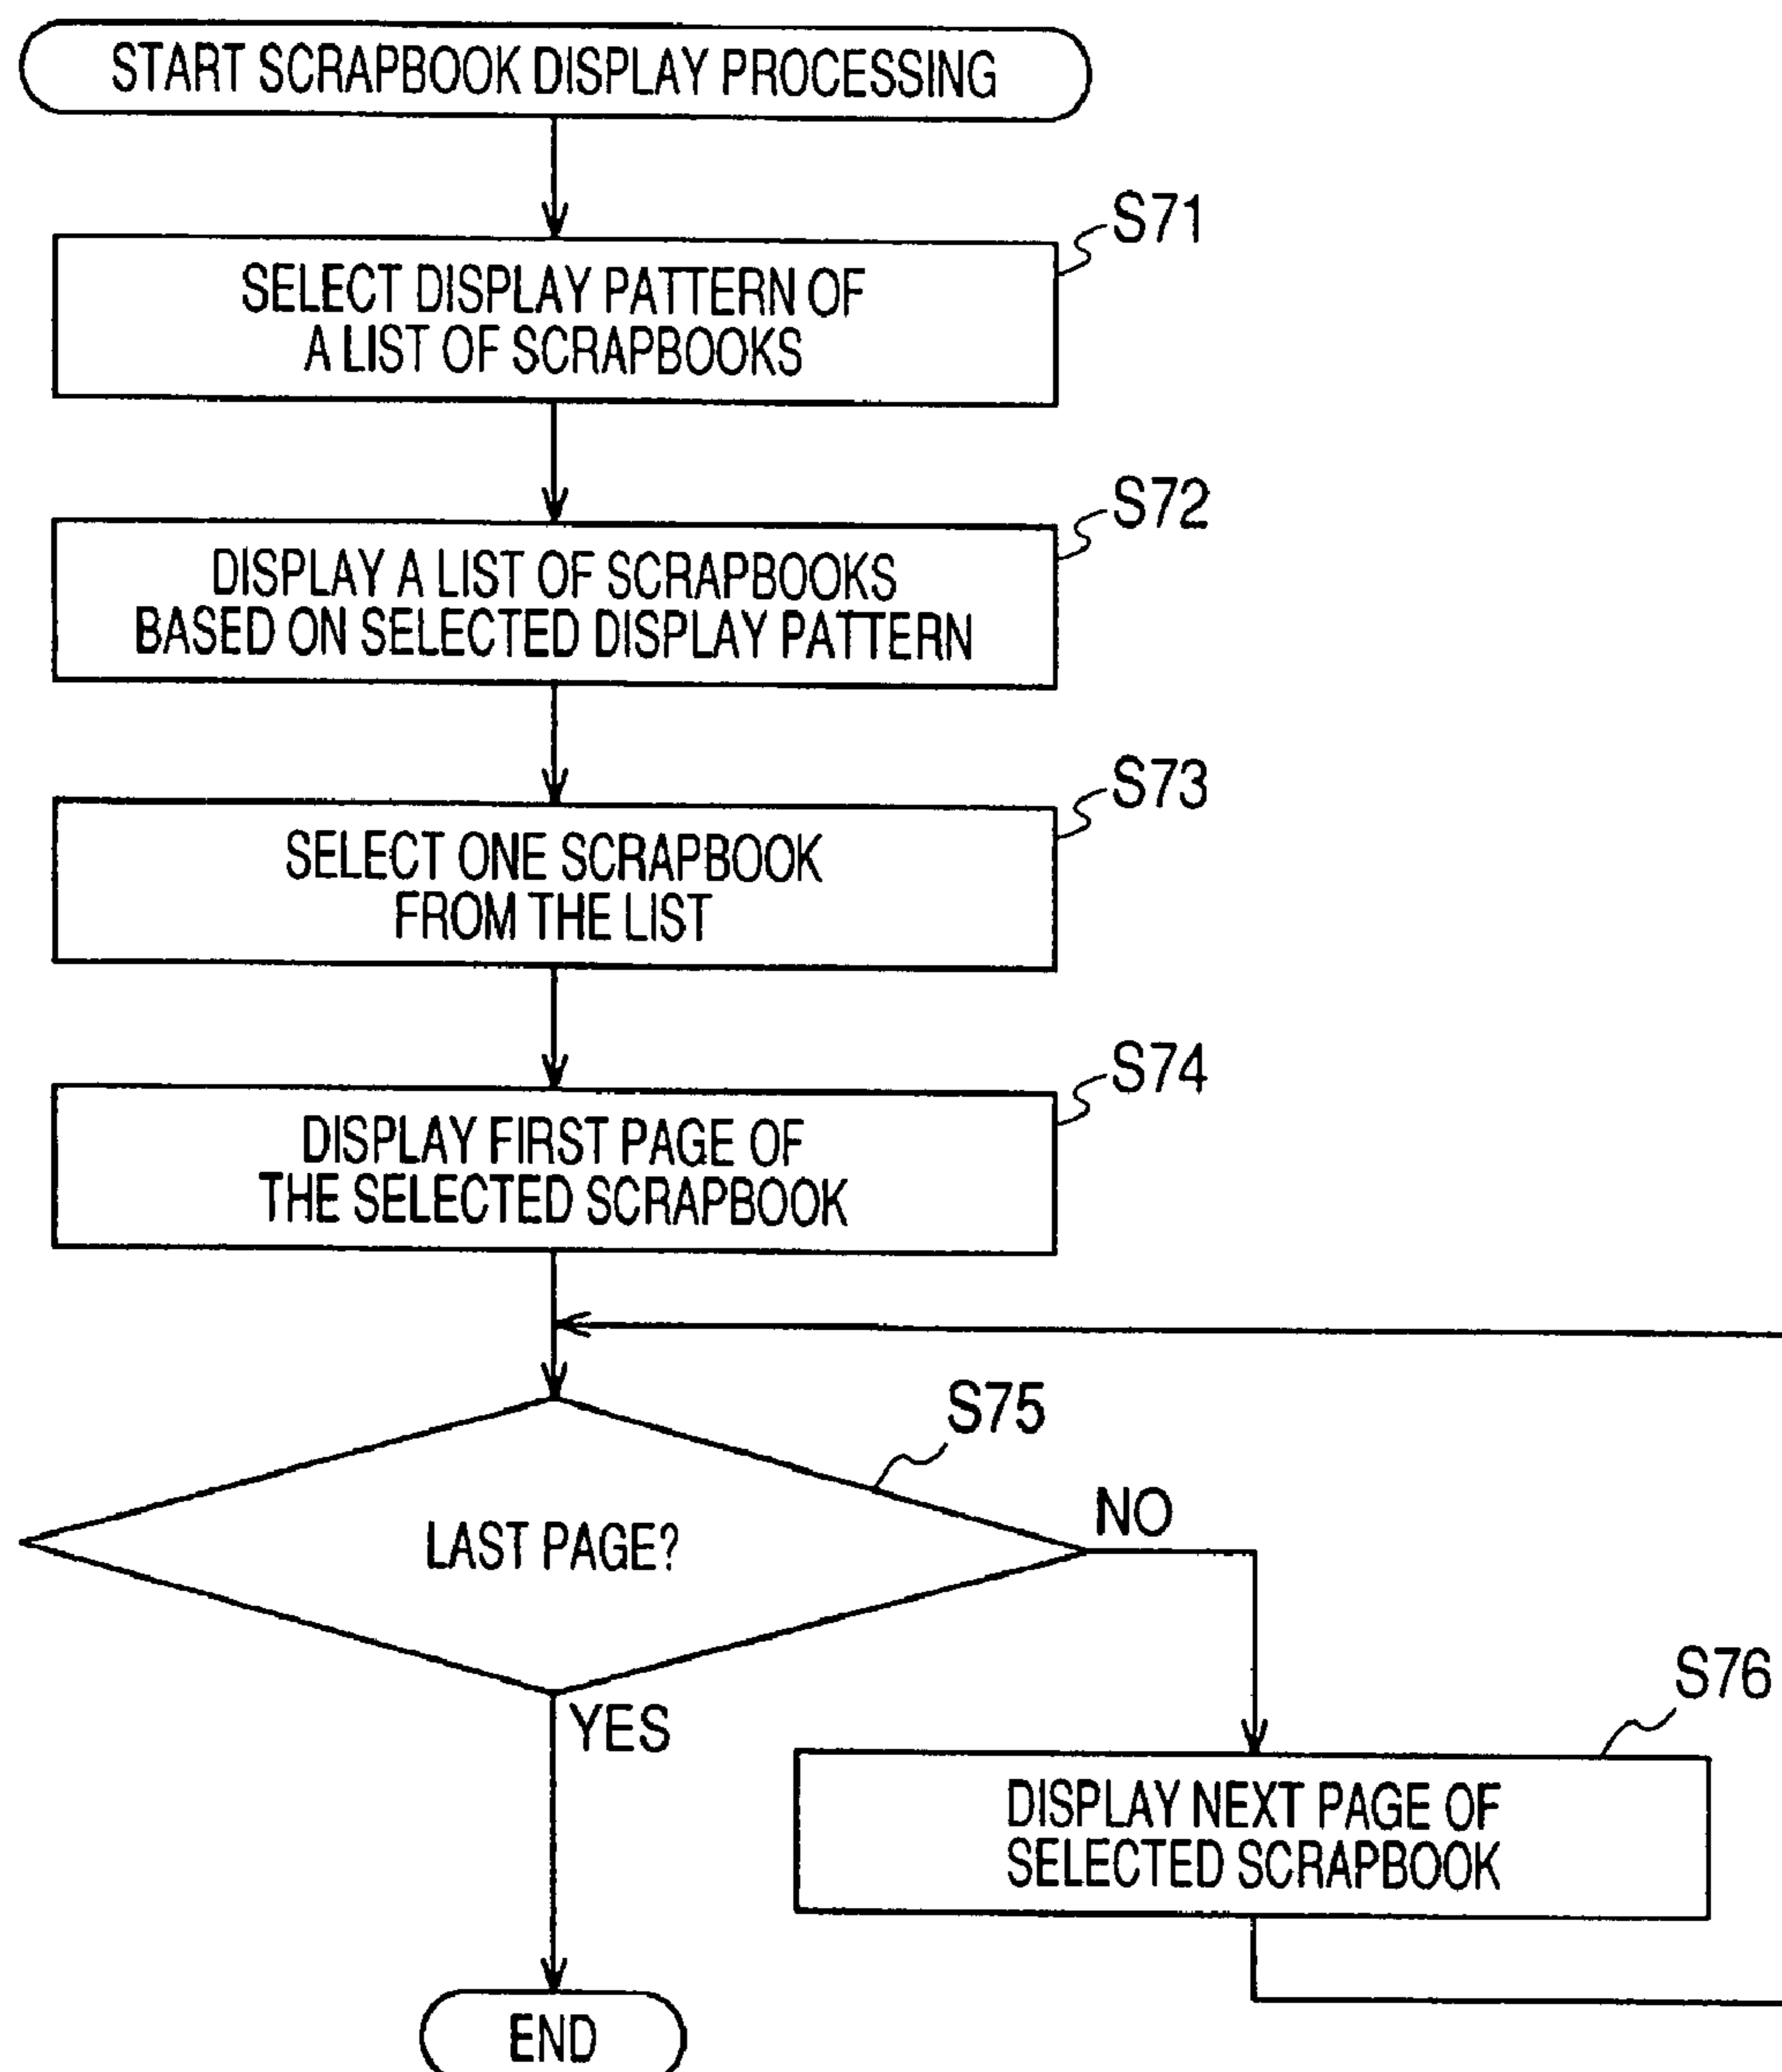 START SCRAPBOOK DISPLAY PROCESSING
S71
SELECT DISPLAY PATTERN OF
A LIST OF SCRAPBOOKS
S72
DISPLAY A LIST OF SCRAPBOOKS
BASED ON SELECTED DISPLAY PATTERN
S73
SELECT ONE SCRAPBOOK
FROM THE LIST
S74
DISPLAY FIRST PAGE OF
THE SELECTED SCRAPBOOK
S75
LAST PAGE?
NO
YES
S76
DISPLAY NEXT PAGE OF
SELECTED SCRAPBOOK
END